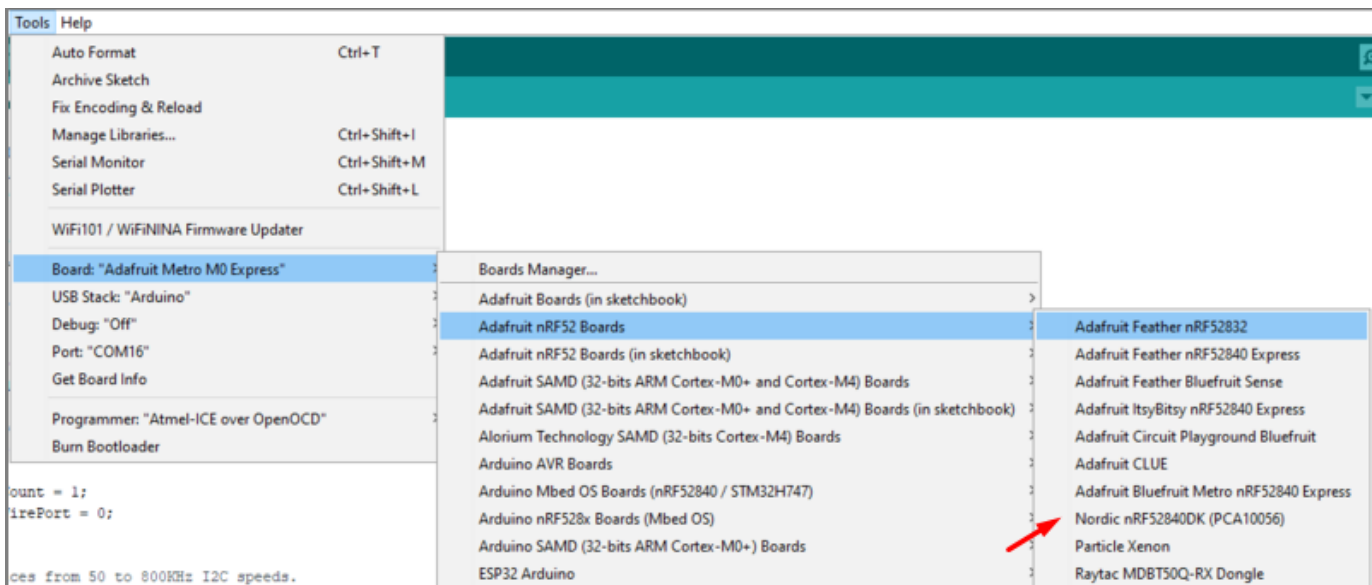 Tools Help
Auto Format Ctrl+T
Archive Sketch
Fix Encoding & Reload
Manage Libraries... Ctrl+Shift+I
Serial Monitor Ctrl+Shift+M
Serial Plotter Ctrl+Shift+L
WiFi101 / WiFiNINA Firmware Updater
Board: "Adafruit Metro M0 Express"
USB Stack: "Arduino"
Debug: "Off"
Port: "COM16"
Get Board Info
Programmer: "Atmel-ICE over OpenOCD"
Burn Bootloader
Boards Manager...
Adafruit Boards (in sketchbook)
Adafruit nRF52 Boards
Adafruit nRF52 Boards (in sketchbook)
Adafruit SAMD (32-bits ARM Cortex-M0+ and Cortex-M4) Boards
Adafruit SAMD (32-bits ARM Cortex-M0+ and Cortex-M4) Boards (in sketchbook)
Alorium Technology SAMD (32-bits Cortex-M4) Boards
Arduino AVR Boards
Arduino Mbed OS Boards (nRF52840 / STM32H747)
Arduino nRF528x Boards (Mbed OS)
Arduino SAMD (32-bits ARM Cortex-M0+) Boards
ESP32 Arduino
Adafruit Feather nRF52832
Adafruit Feather nRF52840 Express
Adafruit Feather Bluefruit Sense
Adafruit ItsyBitsy nRF52840 Express
Adafruit Circuit Playground Bluefruit
Adafruit CLUE
Adafruit Bluefruit Metro nRF52840 Express
Nordic nRF52840DK (PCA10056)
Particle Xenon
Raytac MDBT50Q-RX Dongle
ount = 1;
irePort = 0;
ces from 50 to 800KHz I2C speeds.